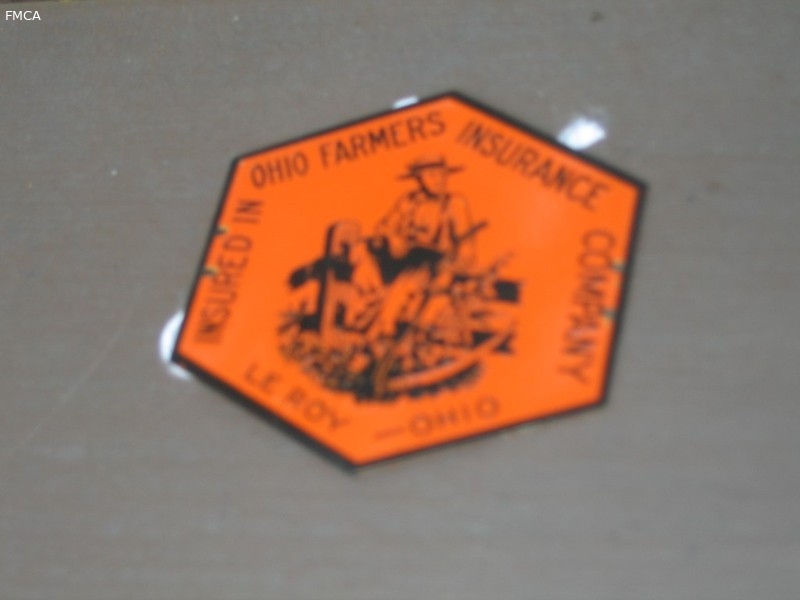 FMCA
INSURED IN
OHIO FARMERS
INSURANCE
COMPANY
LE ROY — OHIO